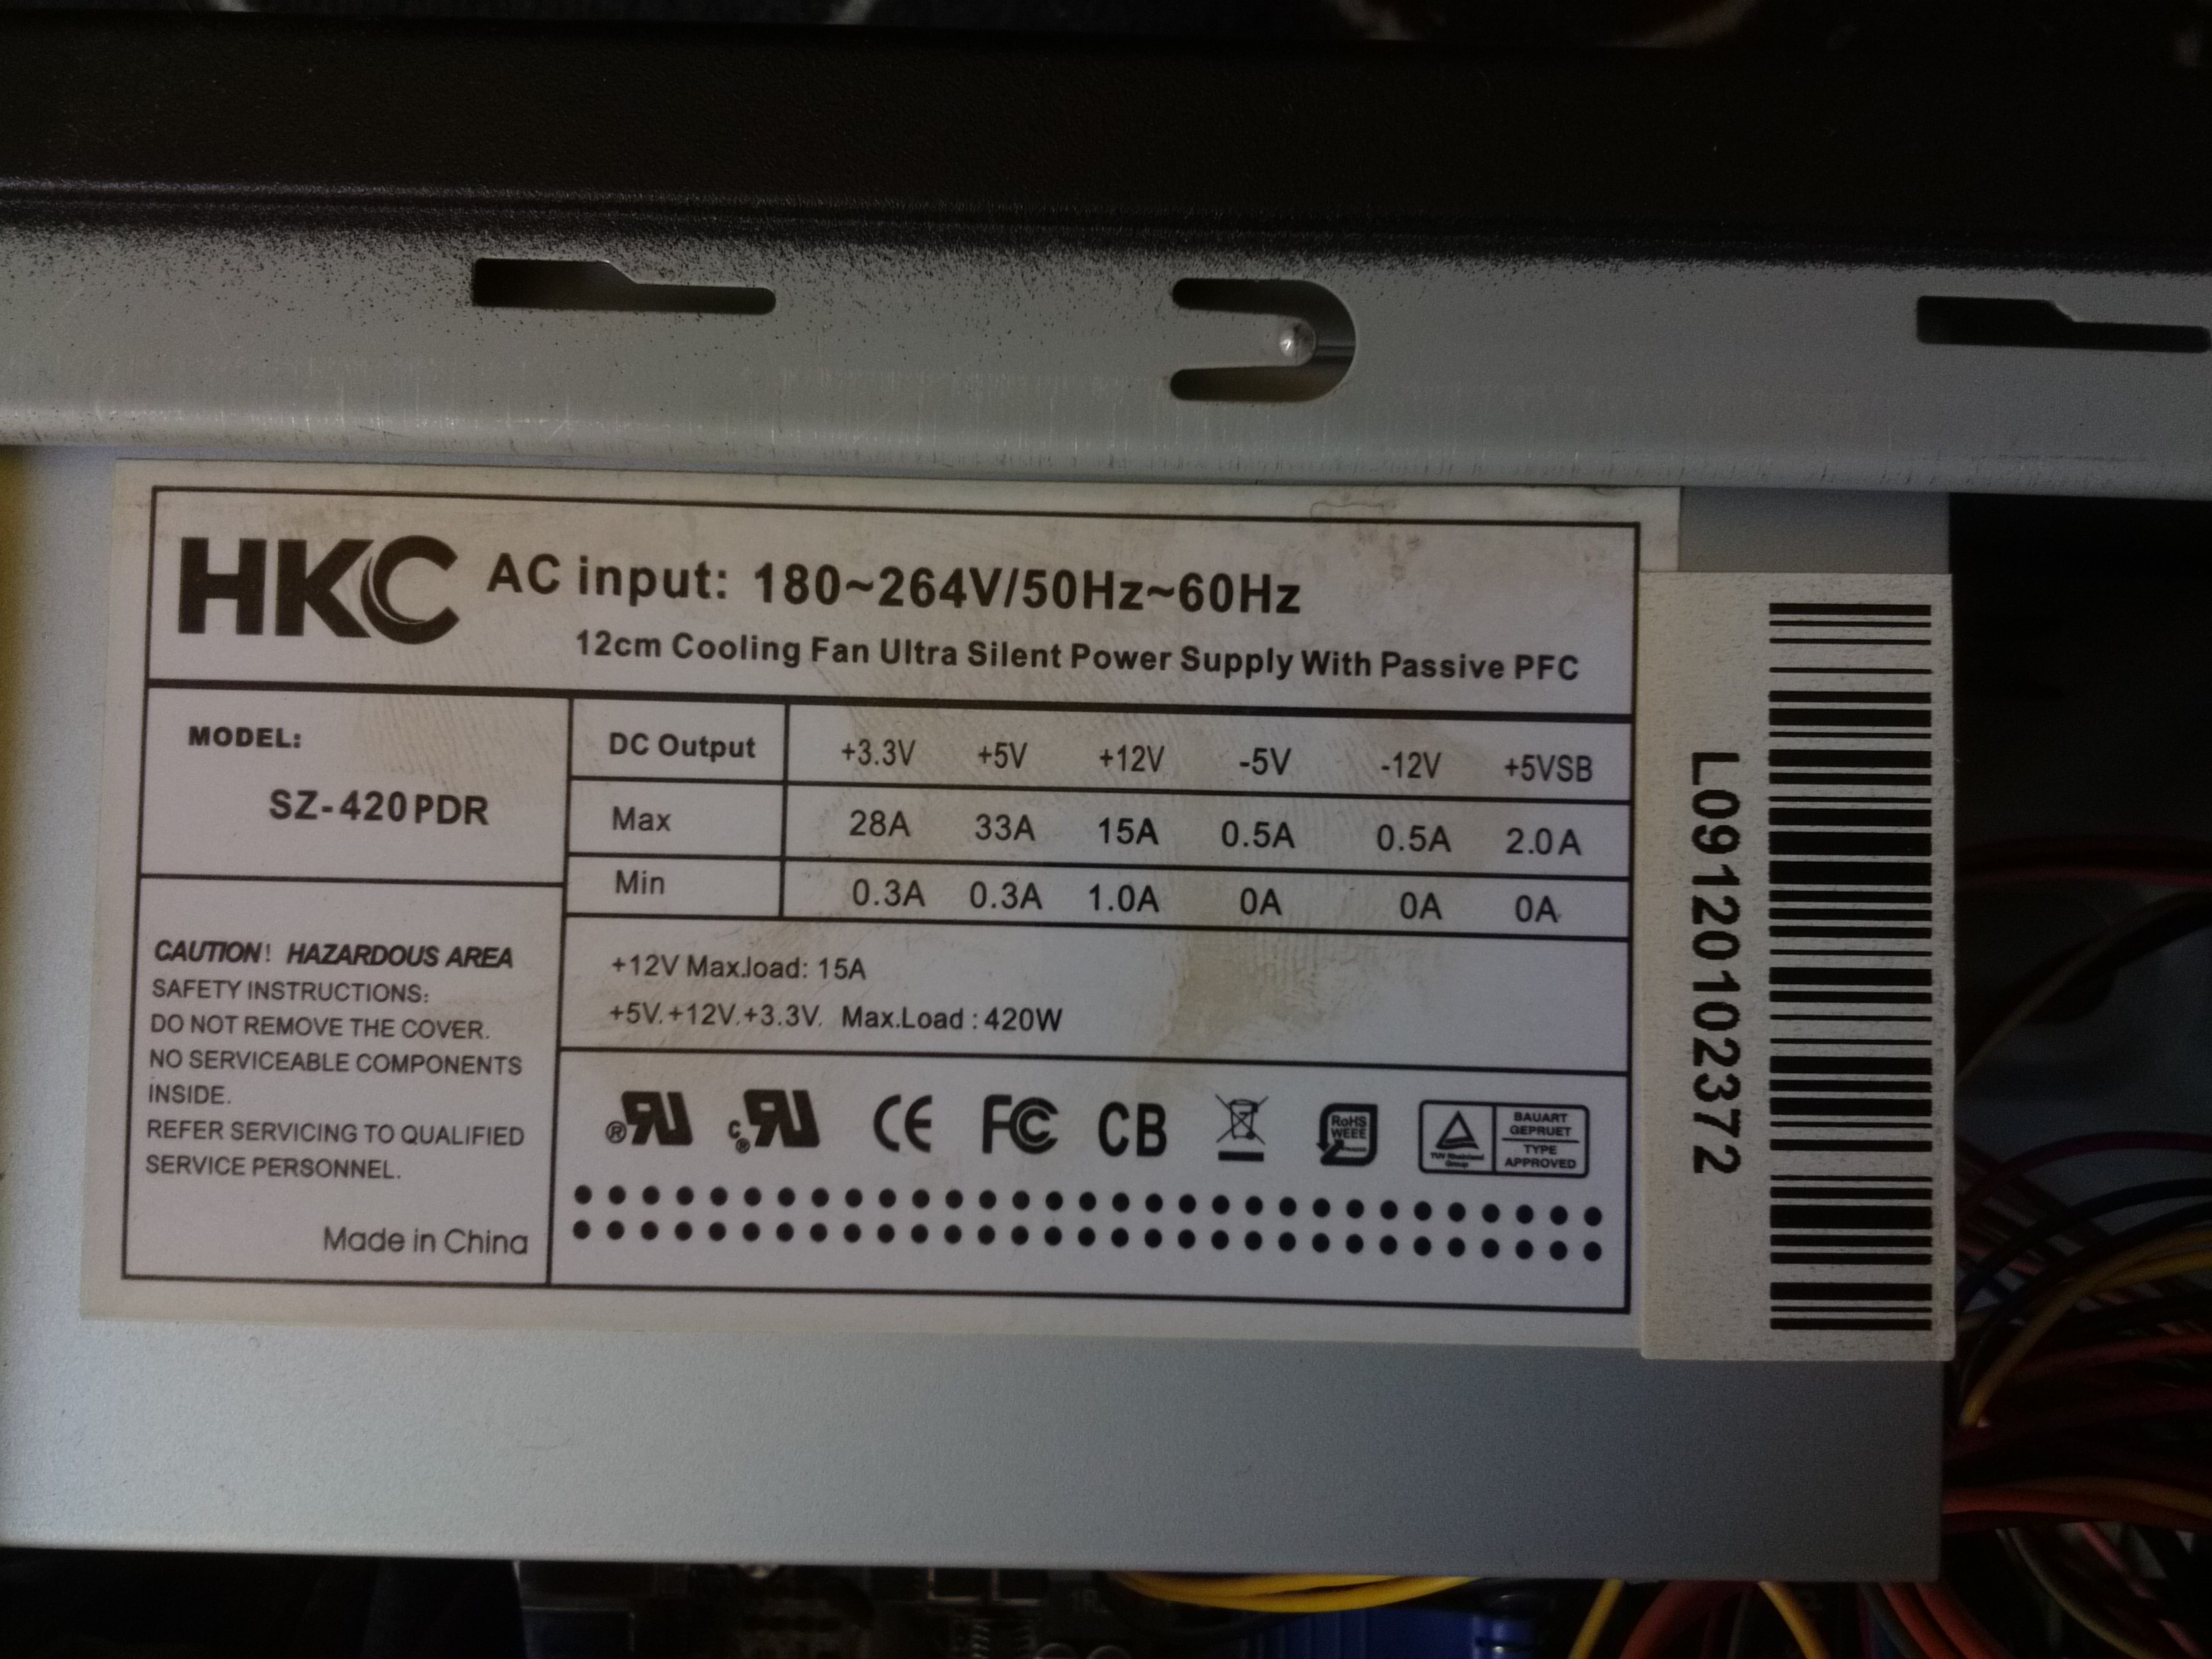 HKC AC input: 180~264V/50Hz~60Hz
12cm Cooling Fan Ultra Silent Power Supply With Passive PFC
MODEL:
SZ-420PDR
DC Output +3.3V +5V +12V -5V -12V +5VSB
Max 28A 33A 15A 0.5A 0.5A 2.0A
Min 0.3A 0.3A 1.0A 0A 0A 0A
+12V Max.load: 15A
+5V.+12V.+3.3V. Max.Load : 420W
CAUTION! HAZARDOUS AREA
SAFETY INSTRUCTIONS:
DO NOT REMOVE THE COVER.
NO SERVICEABLE COMPONENTS
INSIDE.
REFER SERVICING TO QUALIFIED
SERVICE PERSONNEL.
Made in China
CE FC CB
RoHS
WEEE
TUV Rheinland
Group
BAUART
GEPRUET
TYPE
APPROVED
L09120102372